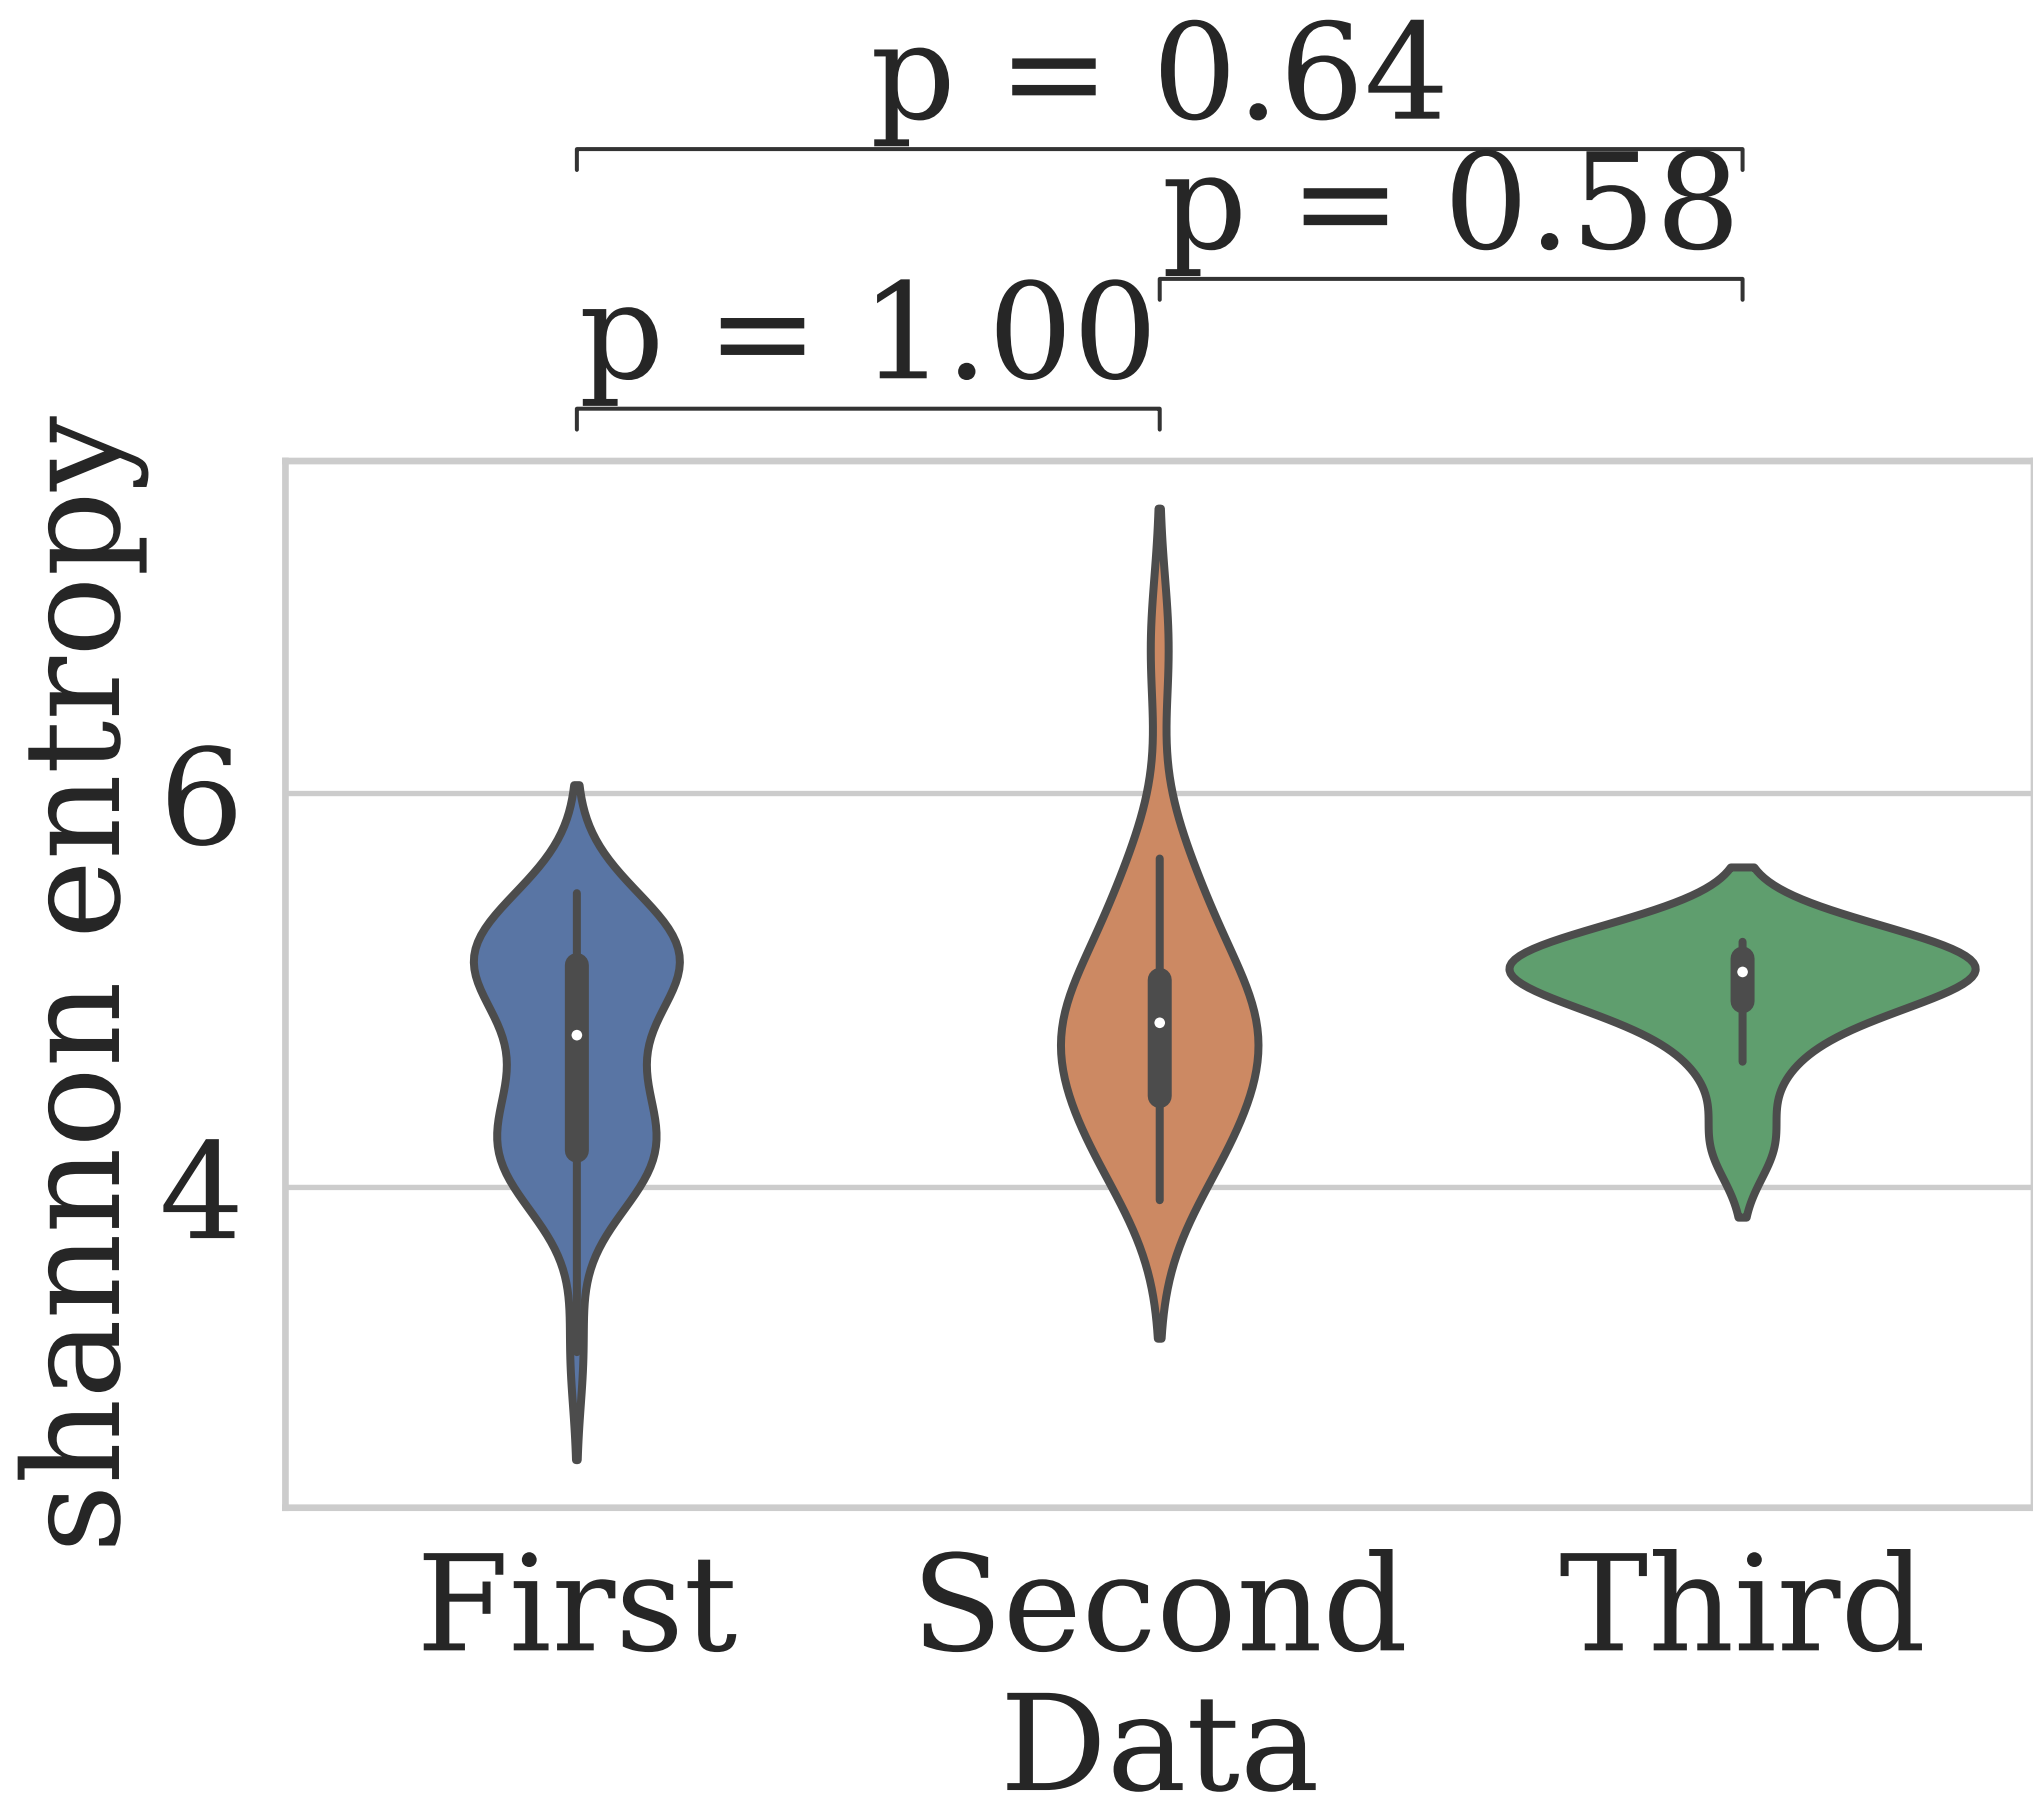 p = 0.64
p = 0.58
p = 1.00
shannon entropy
6
4
First Second Third
Data